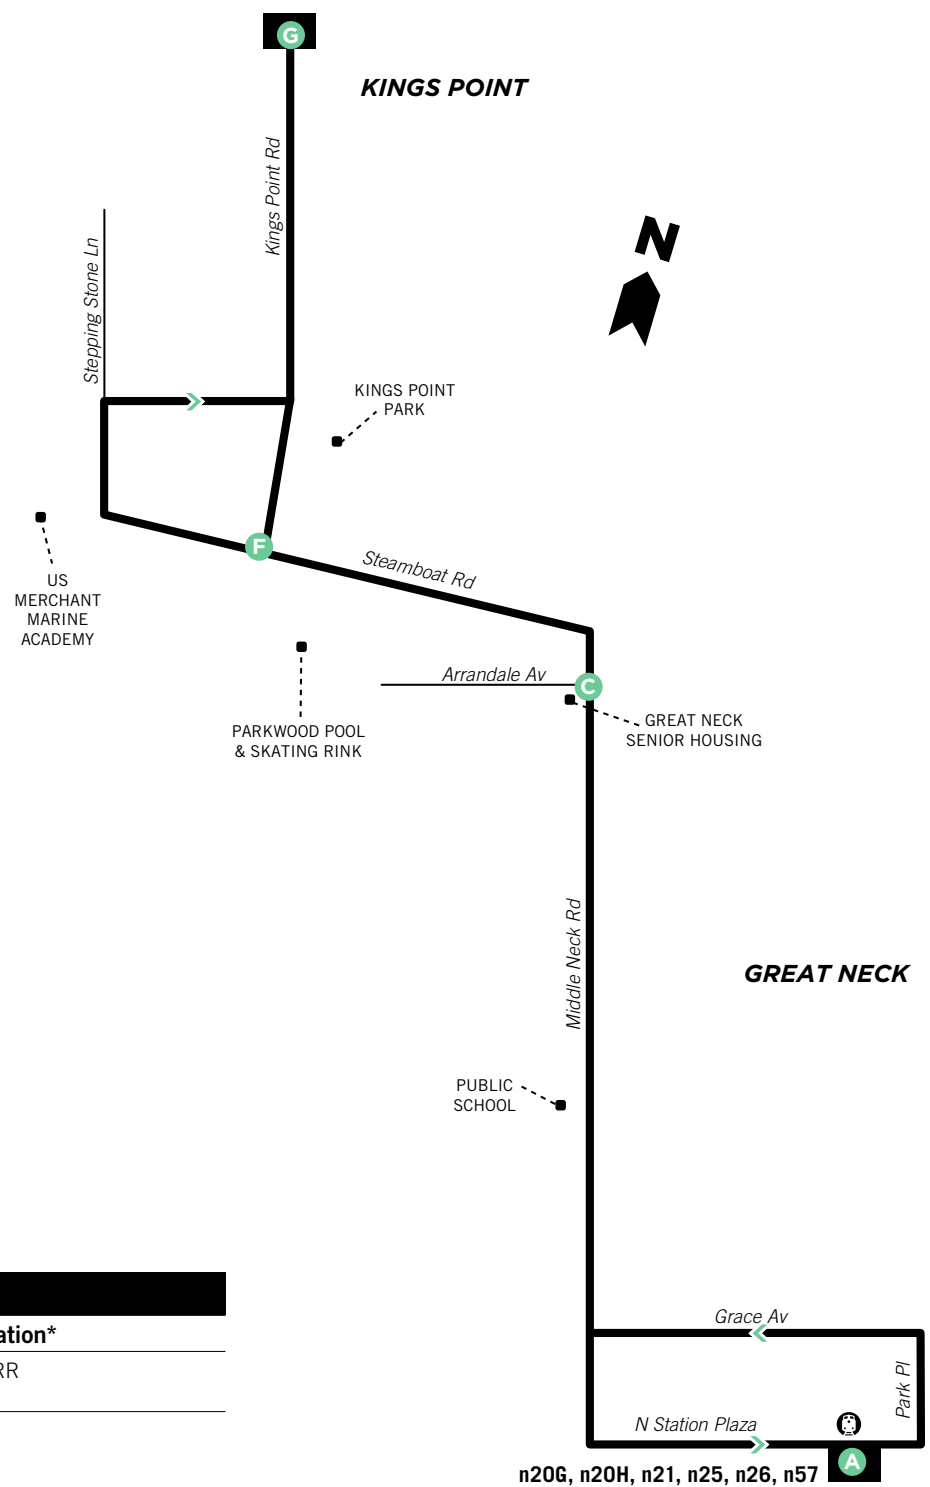 G
KINGS POINT
Kings Point Rd
N
Stepping Stone Ln
KINGS POINT
PARK
F
Steamboat Rd
US
MERCHANT
MARINE
ACADEMY
Arrandale Av
C
GREAT NECK
SENIOR HOUSING
PARKWOOD POOL
& SKATING RINK
Middle Neck Rd
GREAT NECK
PUBLIC
SCHOOL
ation*
RR
Grace Av
Park Pl
N Station Plaza
A
n20G, n20H, n21, n25, n26, n57